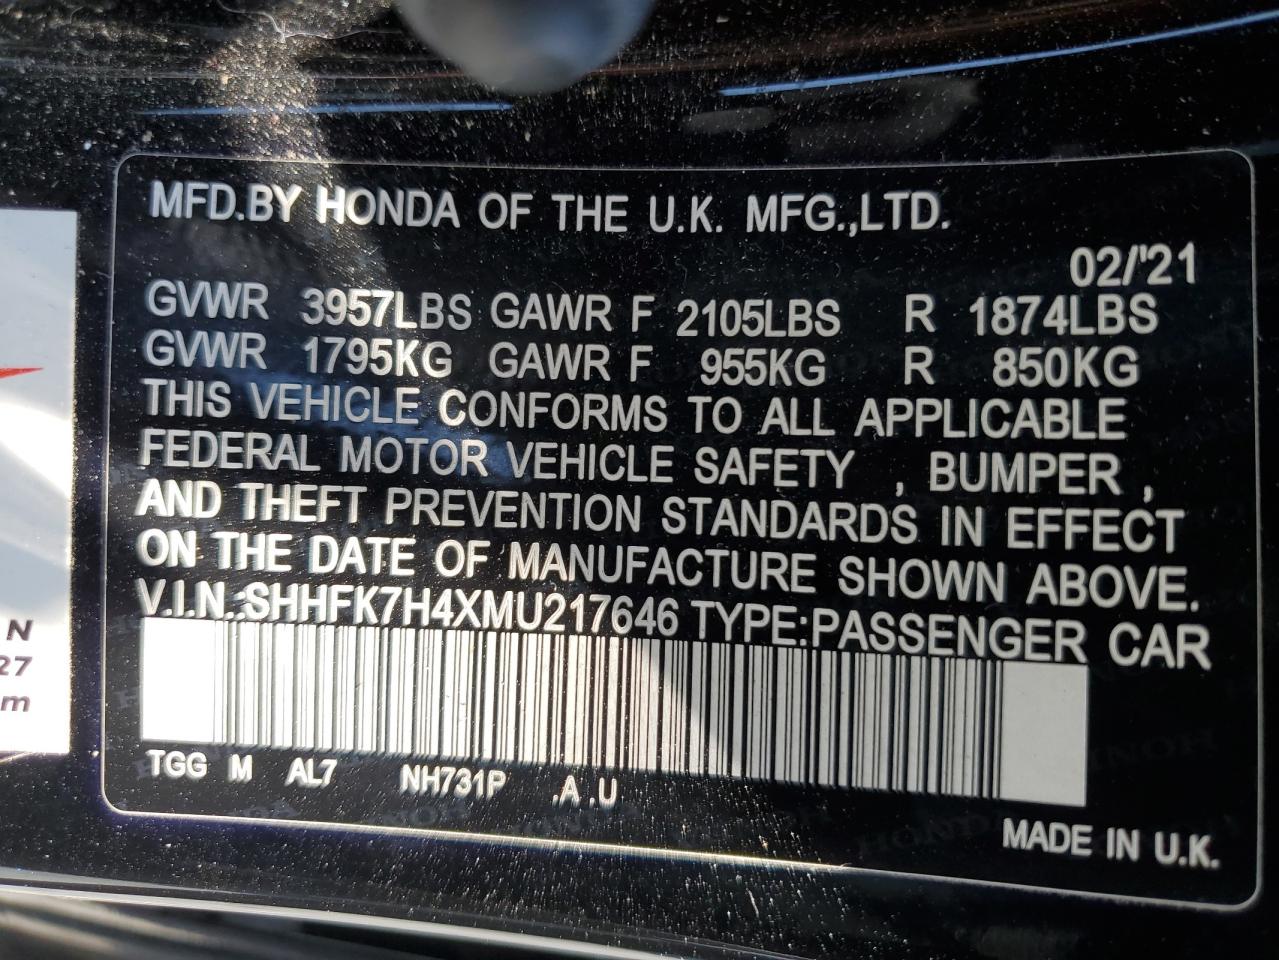 MFD.BY HONDA OF THE U.K. MFG.,LTD.
02/'21
GVWR 3957LBS GAWR F 2105LBS R 1874LBS
GVWR 1795KG GAWR F 955KG R 850KG
THIS VEHICLE CONFORMS TO ALL APPLICABLE
FEDERAL MOTOR VEHICLE SAFETY , BUMPER ,
AND THEFT PREVENTION STANDARDS IN EFFECT
ON THE DATE OF MANUFACTURE SHOWN ABOVE.
V.I.N.:SHHFK7H4XMU217646 TYPE:PASSENGER CAR
TGG M AL7 NH731P .A .U
MADE IN U.K.
N
27
m